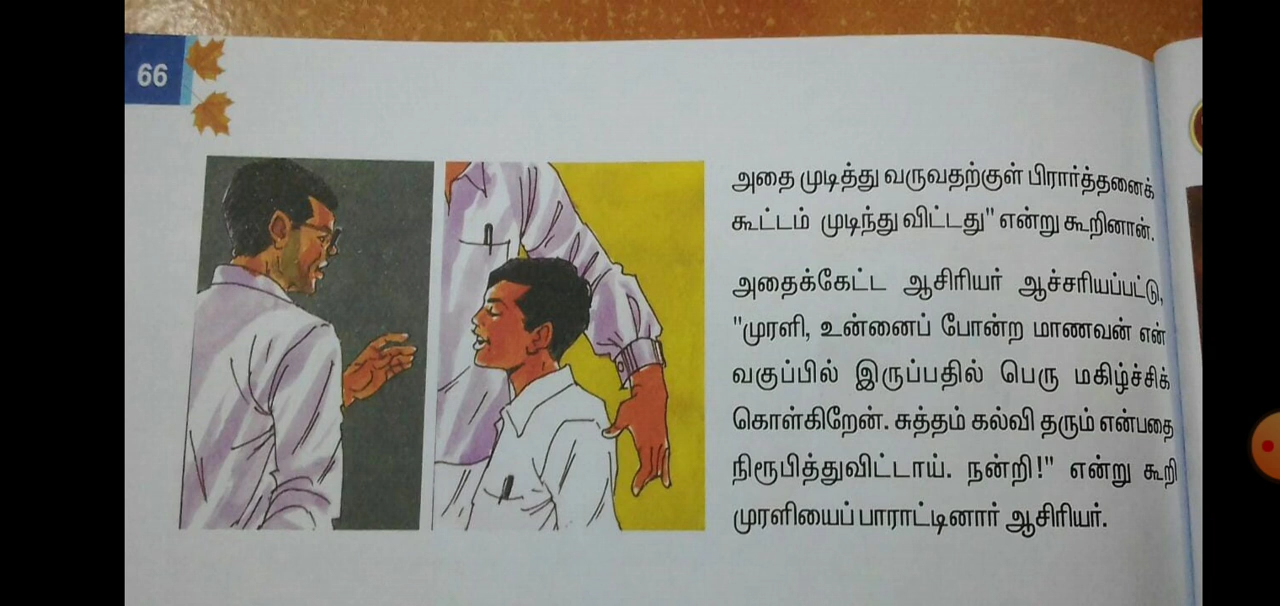 66
அதை முடித்து வருவதற்குள் பிரார்த்தனைக்
கூட்டம் முடிந்து விட்டது" என்று கூறினான்.
அதைக்கேட்ட ஆசிரியர் ஆச்சரியப்பட்டு,
"முரளி, உன்னைப் போன்ற மாணவன் என்
வகுப்பில் இருப்பதில் பெரு மகிழ்ச்சிக்
கொள்கிறேன். சுத்தம் கல்வி தரும் என்பதை
நிரூபித்துவிட்டாய். நன்றி!" என்று கூறி
முரளியைப் பாராட்டினார் ஆசிரியர்.